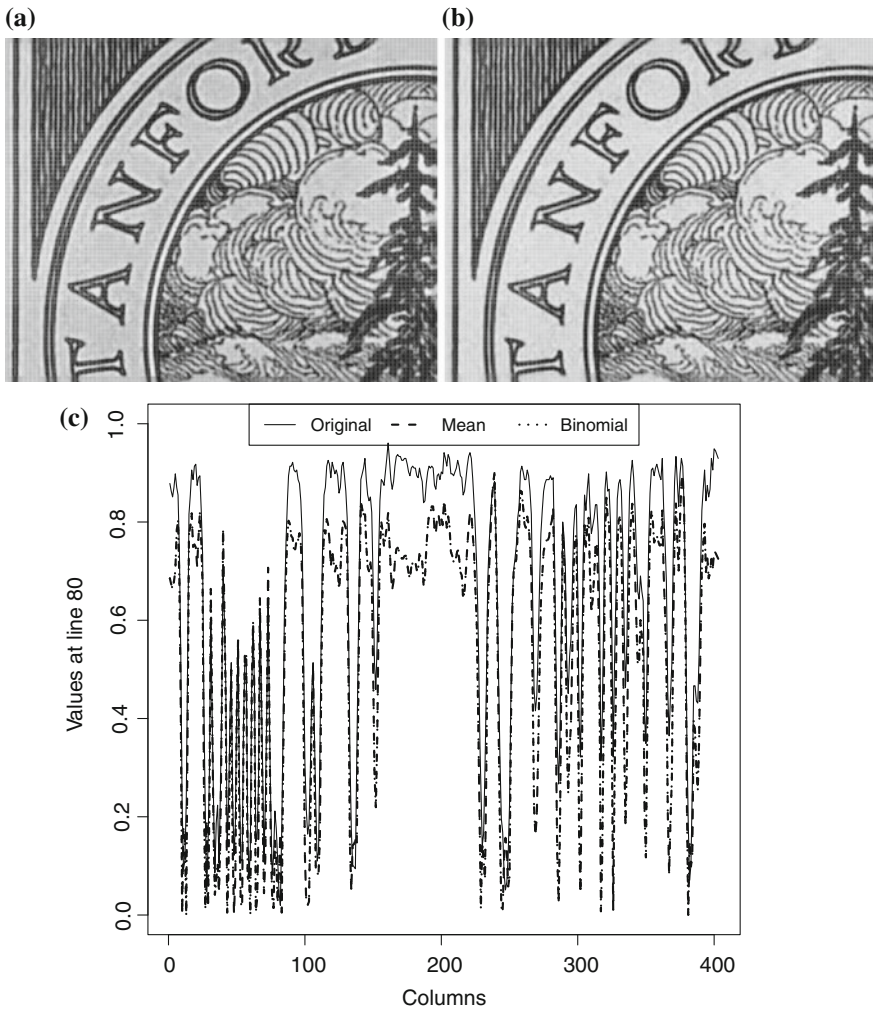 (a)
(b)
TANFORD
TANFORD
(c)
Original Mean Binomial
Values at line 80
0.0 0.2 0.4 0.6 0.8 1.0
0 100 200 300 400
Columns